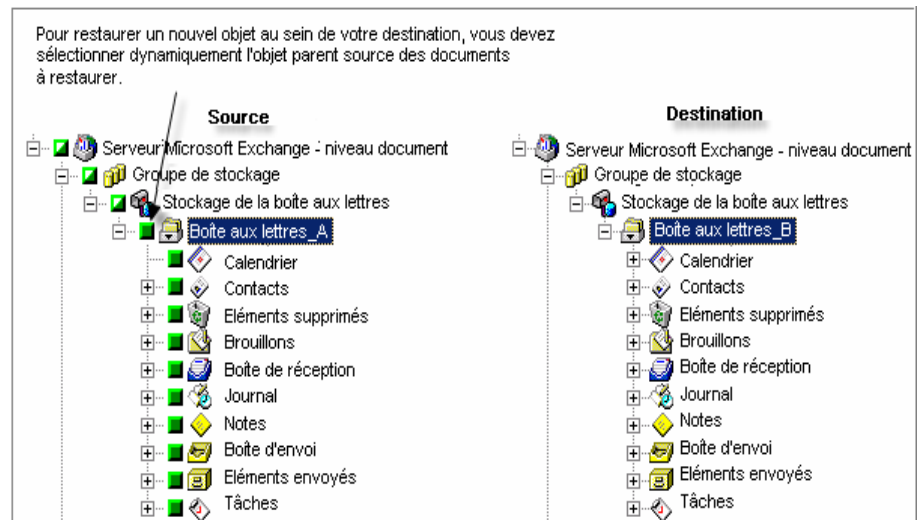 Pour restaurer un nouvel objet au sein de votre destination, vous devez
sélectionner dynamiquement l'objet parent source des documents
à restaurer.
Source
Serveur Microsoft Exchange - niveau document
Groupe de stockage
Stockage de la boîte aux lettres
Boîte aux lettres_A
Calendrier
Contacts
Eléments supprimés
Brouillons
Boîte de réception
Journal
Notes
Boîte d'envoi
Eléments envoyés
Tâches
Destination
Serveur Microsoft Exchange - niveau document
Groupe de stockage
Stockage de la boîte aux lettres
Boîte aux lettres_B
Calendrier
Contacts
Eléments supprimés
Brouillons
Boîte de réception
Journal
Notes
Boîte d'envoi
Eléments envoyés
Tâches